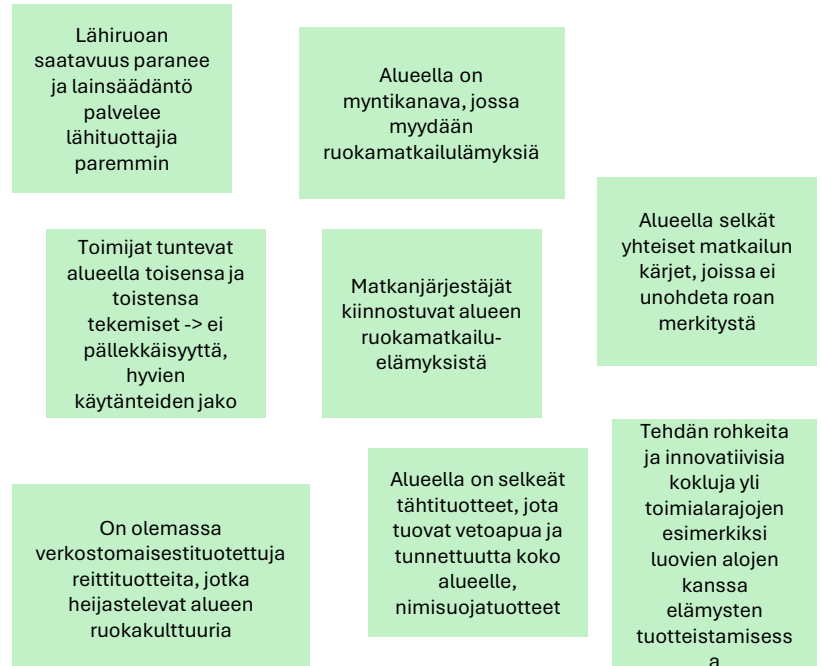 Lähiruoan
saatavuus paranee
ja lainsäädäntö
palvelee
lähituottajia
paremmin
Alueella on
myntikanava, jossa
myydään
ruokamatkailulämyksiä
Alueella selkät
yhteiset matkailun
kärjet, joissa ei
unohdeta roan
merkitystä
Toimijat tuntevat
alueella toisensa ja
toistensa
tekemiset -> ei
pällekkäisyyttä,
hyvien
käytänteiden jako
Matkanjärjestäjät
kiinnostuvat alueen
ruokamatkailu-
elämyksistä
On olemassa
verkostomaisestituotettuja
reittituotteita, jotka
heijastelevat alueen
ruokakulttuuria
Alueella on selkeät
tähtituotteet, jota
tuovat vetoapua ja
tunnettuutta koko
alueelle,
nimisuojatuotteet
Tehdän rohkeita
ja innovatiivisia
kokluja yli
toimialarajojen
esimerkiksi
luovien alojen
kanssa
elämysten
tuotteistamisess
a